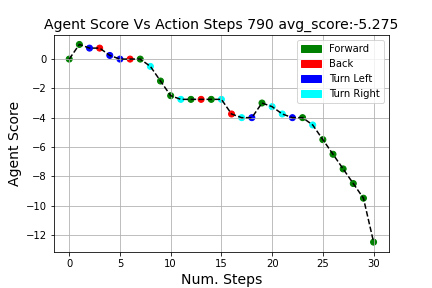 Agent Score Vs Action Steps 790 avg_score:-5.275
Forward
Back
Turn Left
Turn Right
Agent Score
0
−2
−4
−6
−8
−10
−12
0 5 10 15 20 25 30
Num. Steps